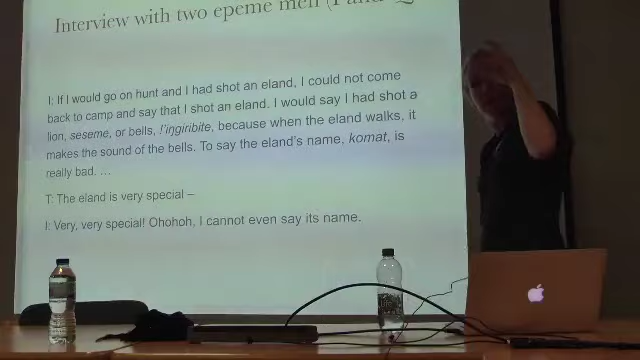 Interview with two epeme men (I and
I: If I would go on hunt and I had shot an eland, I could not come
back to camp and say that I shot an eland. I would say I had shot a
lion, seseme, or bells, !'iŋgiribite, because when the eland walks, it
makes the sound of the bells. To say the eland's name, komat, is
really bad. …
T: The eland is very special –
I: Very, very special! Ohohoh, I cannot even say its name.